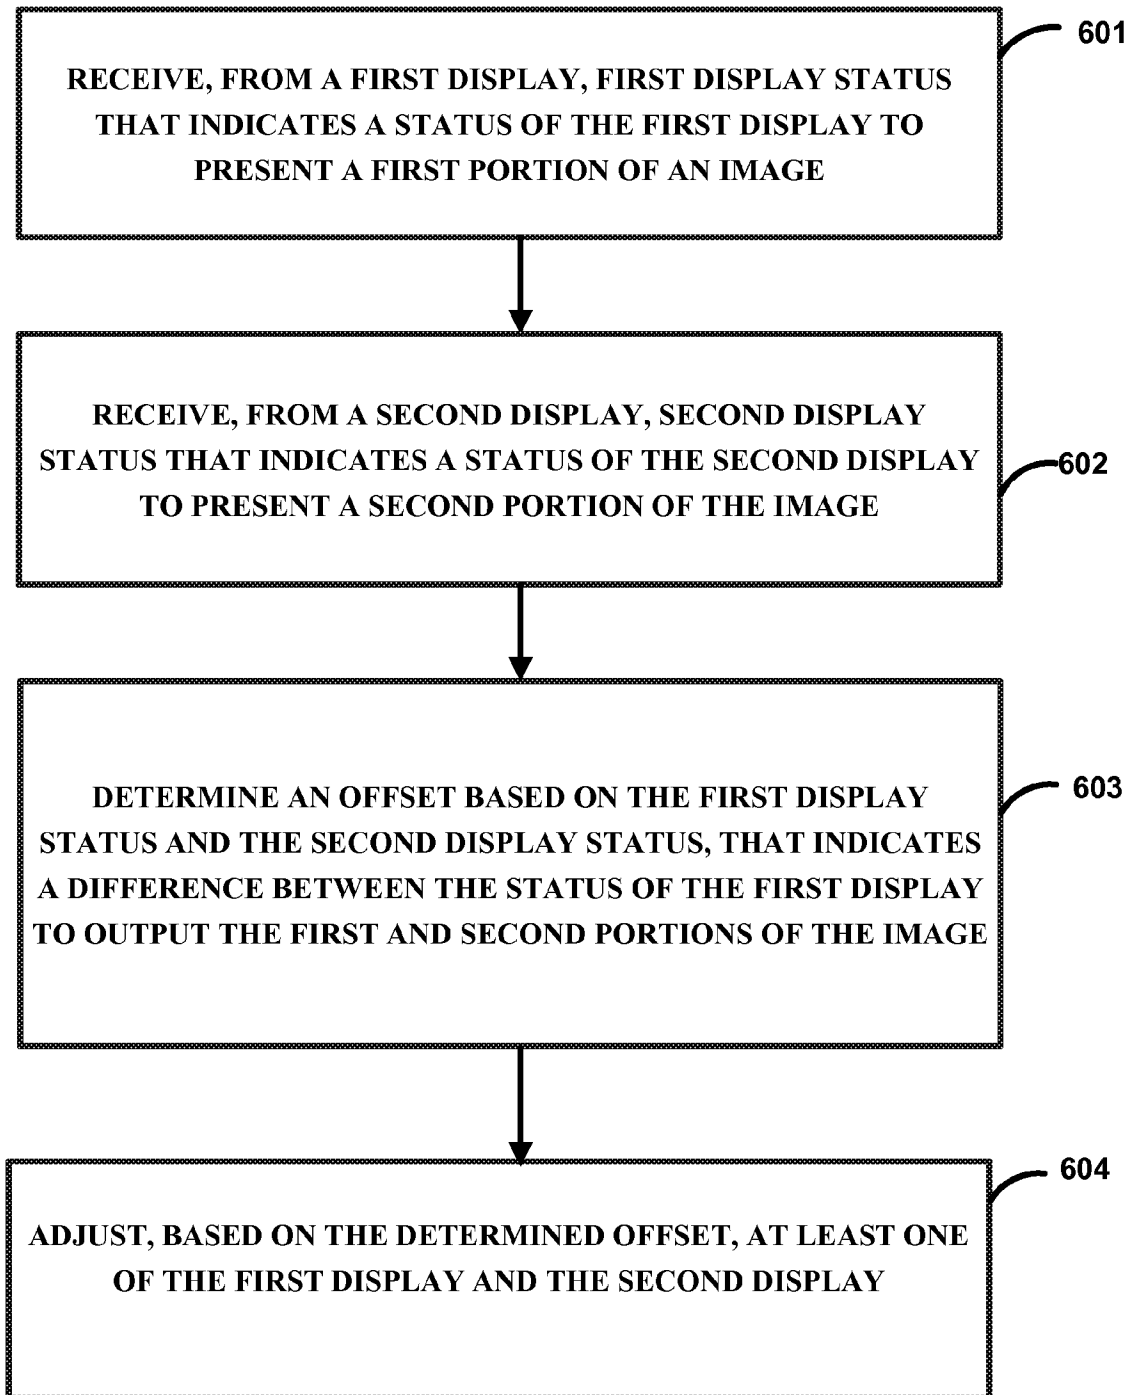 601
RECEIVE, FROM A FIRST DISPLAY, FIRST DISPLAY STATUS
THAT INDICATES A STATUS OF THE FIRST DISPLAY TO
PRESENT A FIRST PORTION OF AN IMAGE
RECEIVE, FROM A SECOND DISPLAY, SECOND DISPLAY
STATUS THAT INDICATES A STATUS OF THE SECOND DISPLAY
602
TO PRESENT A SECOND PORTION OF THE IMAGE
603
DETERMINE AN OFFSET BASED ON THE FIRST DISPLAY
STATUS AND THE SECOND DISPLAY STATUS, THAT INDICATES
A DIFFERENCE BETWEEN THE STATUS OF THE FIRST DISPLAY
TO OUTPUT THE FIRST AND SECOND PORTIONS OF THE IMAGE
604
ADJUST, BASED ON THE DETERMINED OFFSET, AT LEAST ONE
OF THE FIRST DISPLAY AND THE SECOND DISPLAY